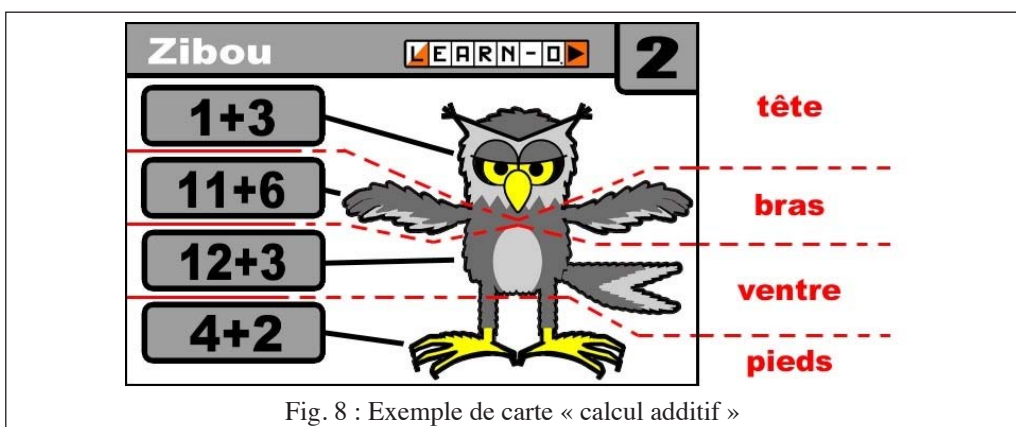 Zibou
LEARN-O
2
1+3
tête
11+6
bras
12+3
ventre
4+2
pieds
Fig. 8 : Exemple de carte « calcul additif »